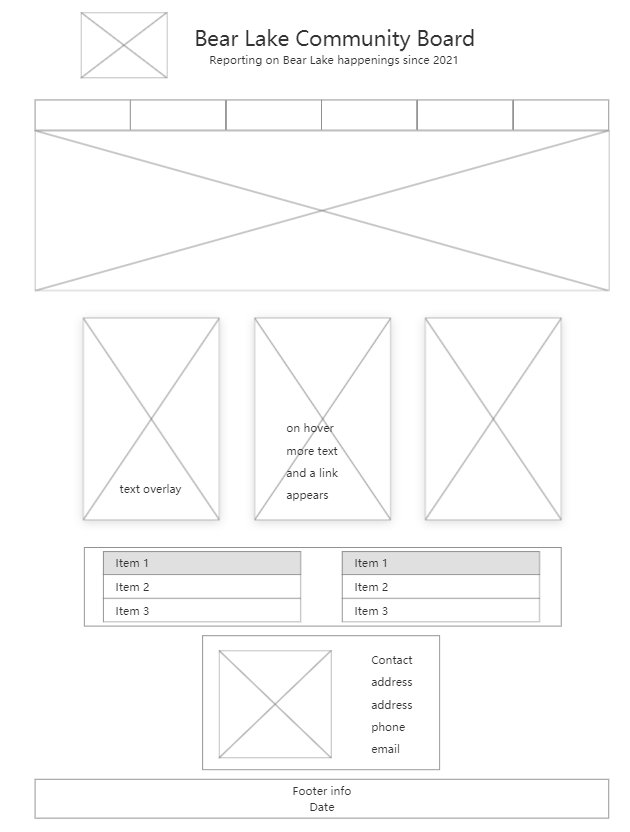 Bear Lake Community Board
Reporting on Bear Lake happenings since 2021
text overlay
on hover
more text
and a link
appears
Item 1
Item 2
Item 3
Item 1
Item 2
Item 3
Contact
address
address
phone
email
Footer info
Date